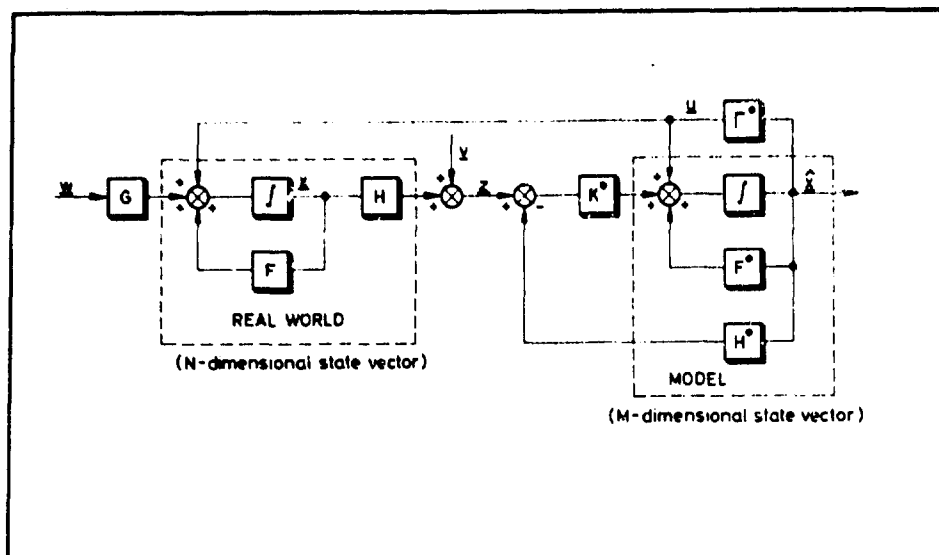 u
Γ*
v
w
G
+
+
+
∫
x
H
+
+
z
+
-
K*
+
+
+
∫
x̂
F
F*
REAL WORLD
H*
(N-dimensional state vector)
MODEL
(M-dimensional state vector)